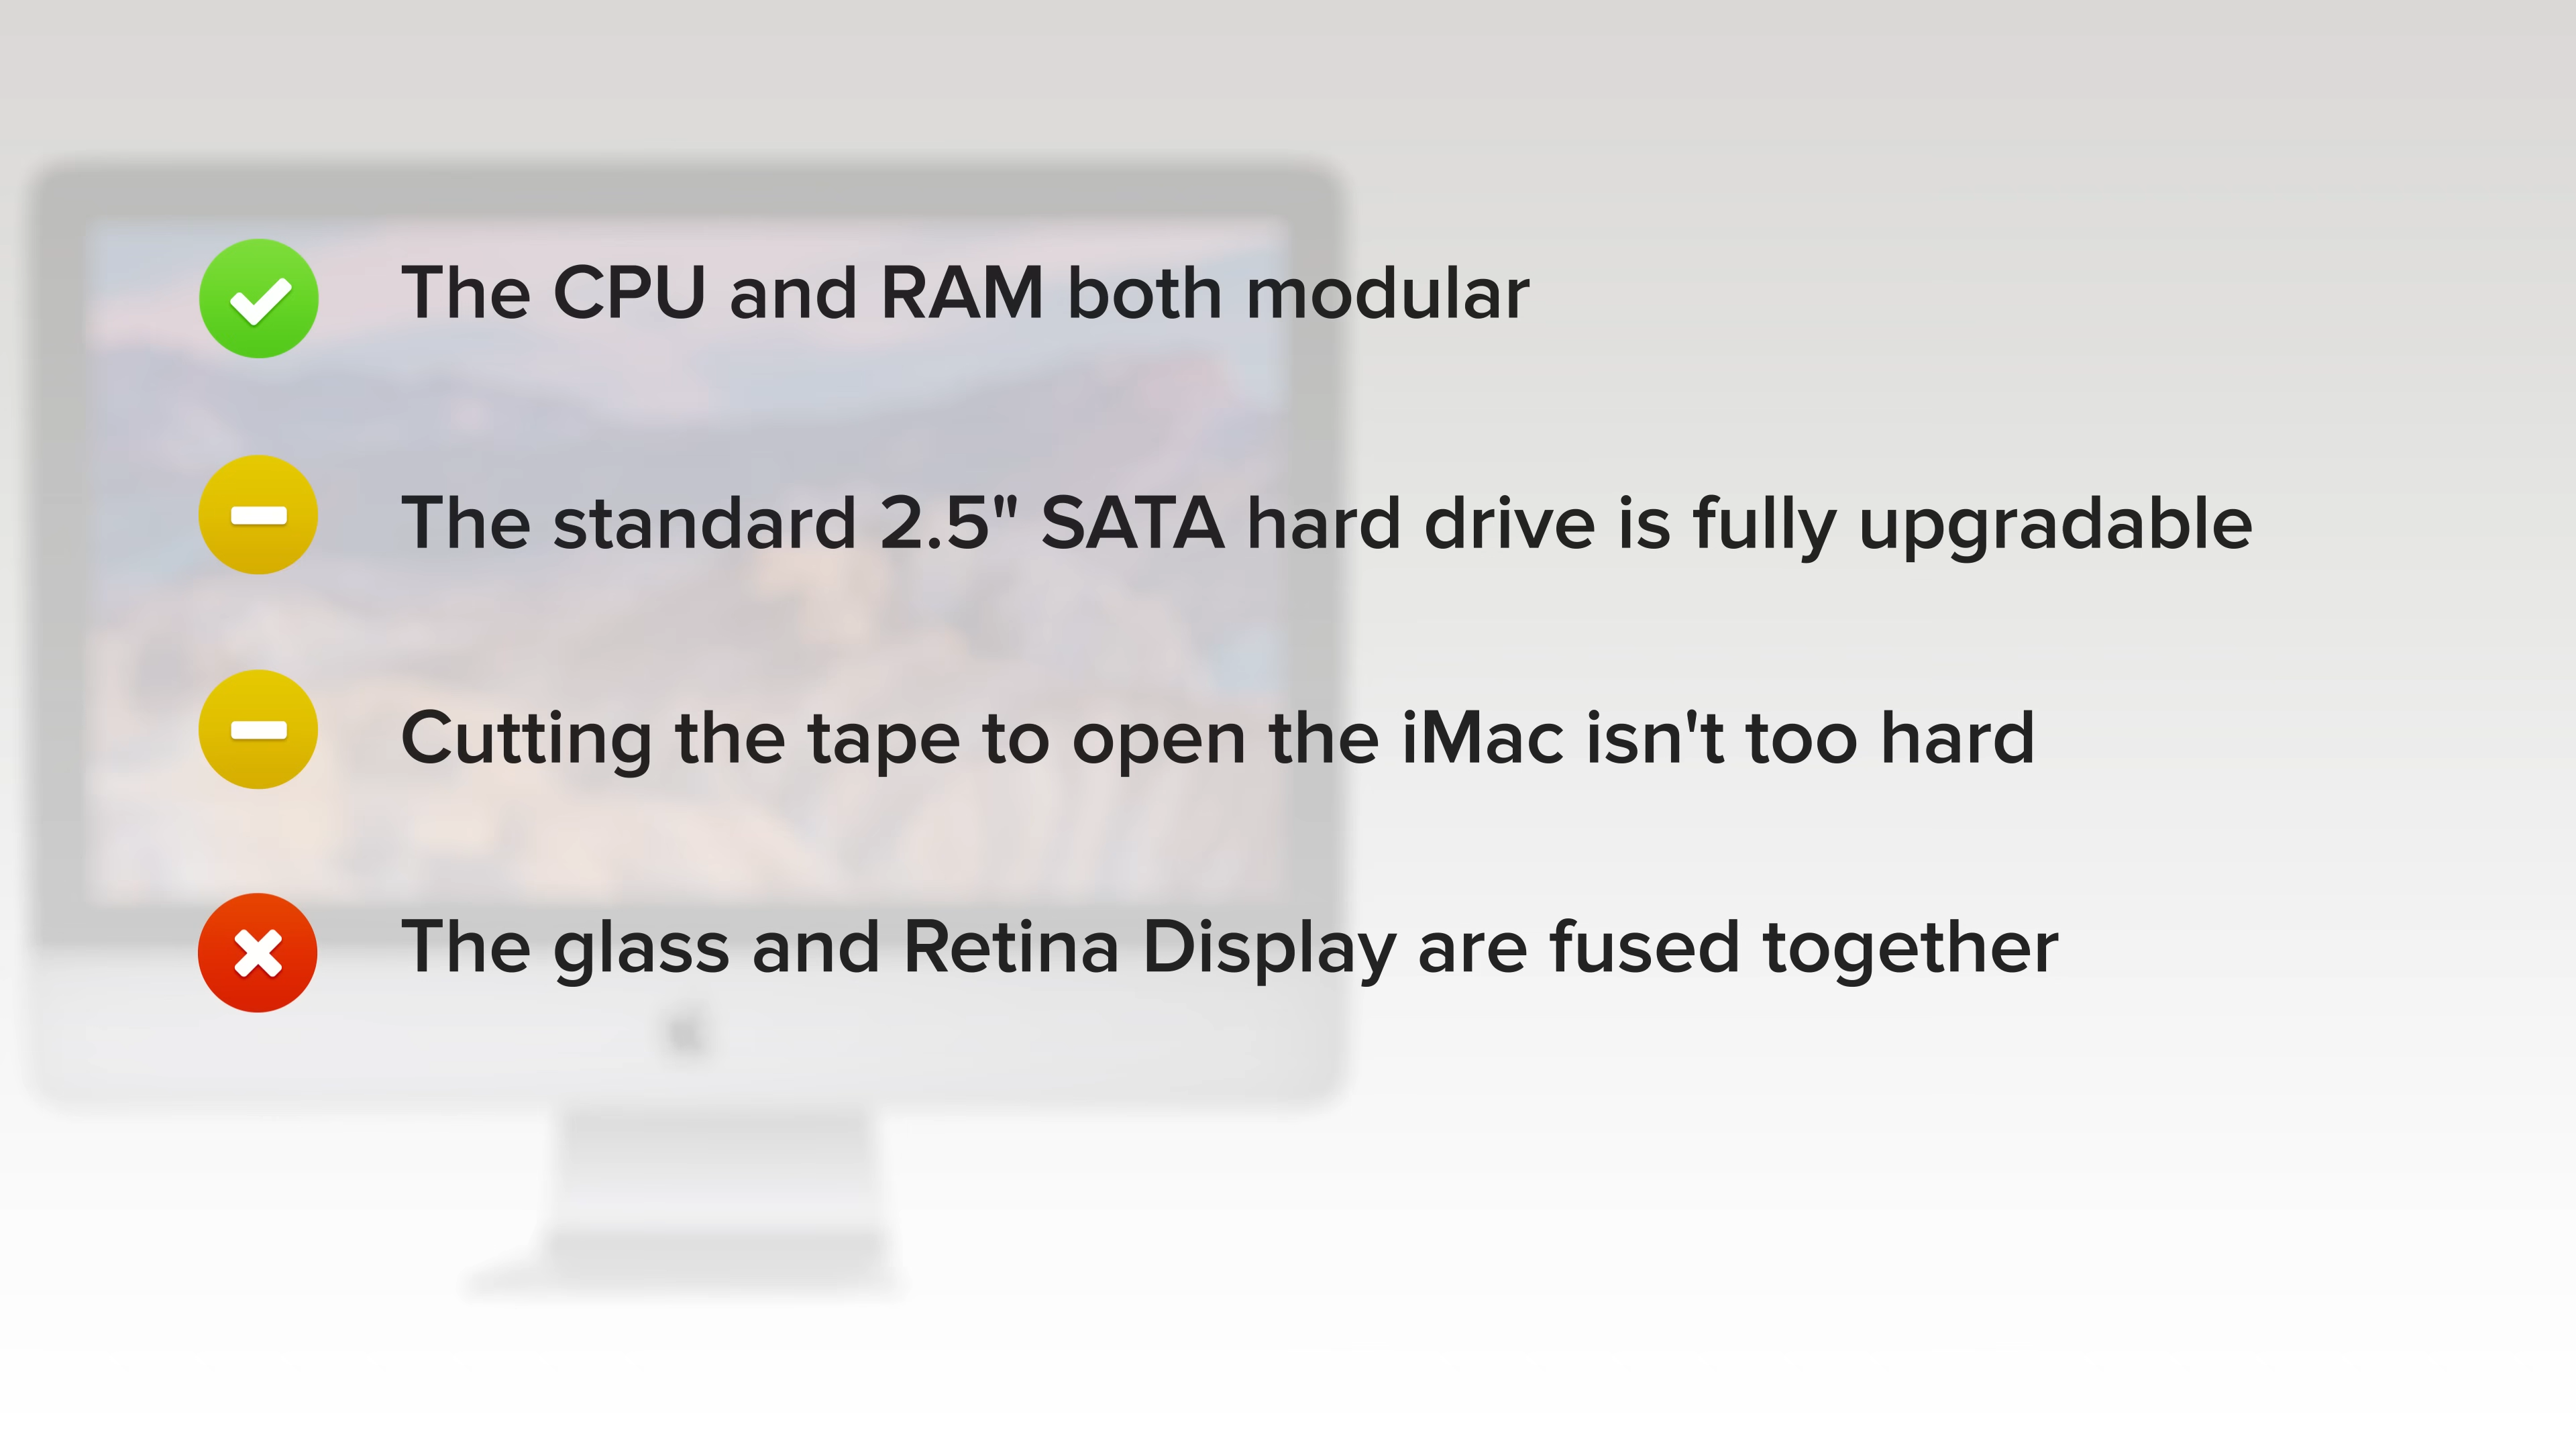 The CPU and RAM both modular
The standard 2.5" SATA hard drive is fully upgradable
Cutting the tape to open the iMac isn't too hard
The glass and Retina Display are fused together